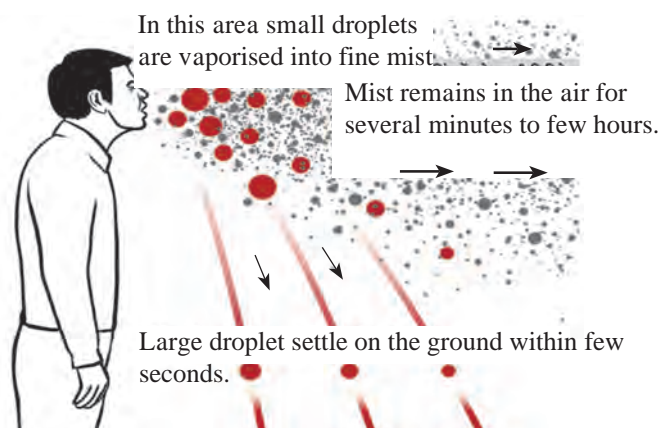 In this area small droplets
are vaporised into fine mist
Mist remains in the air for
several minutes to few hours.
Large droplet settle on the ground within few
seconds.